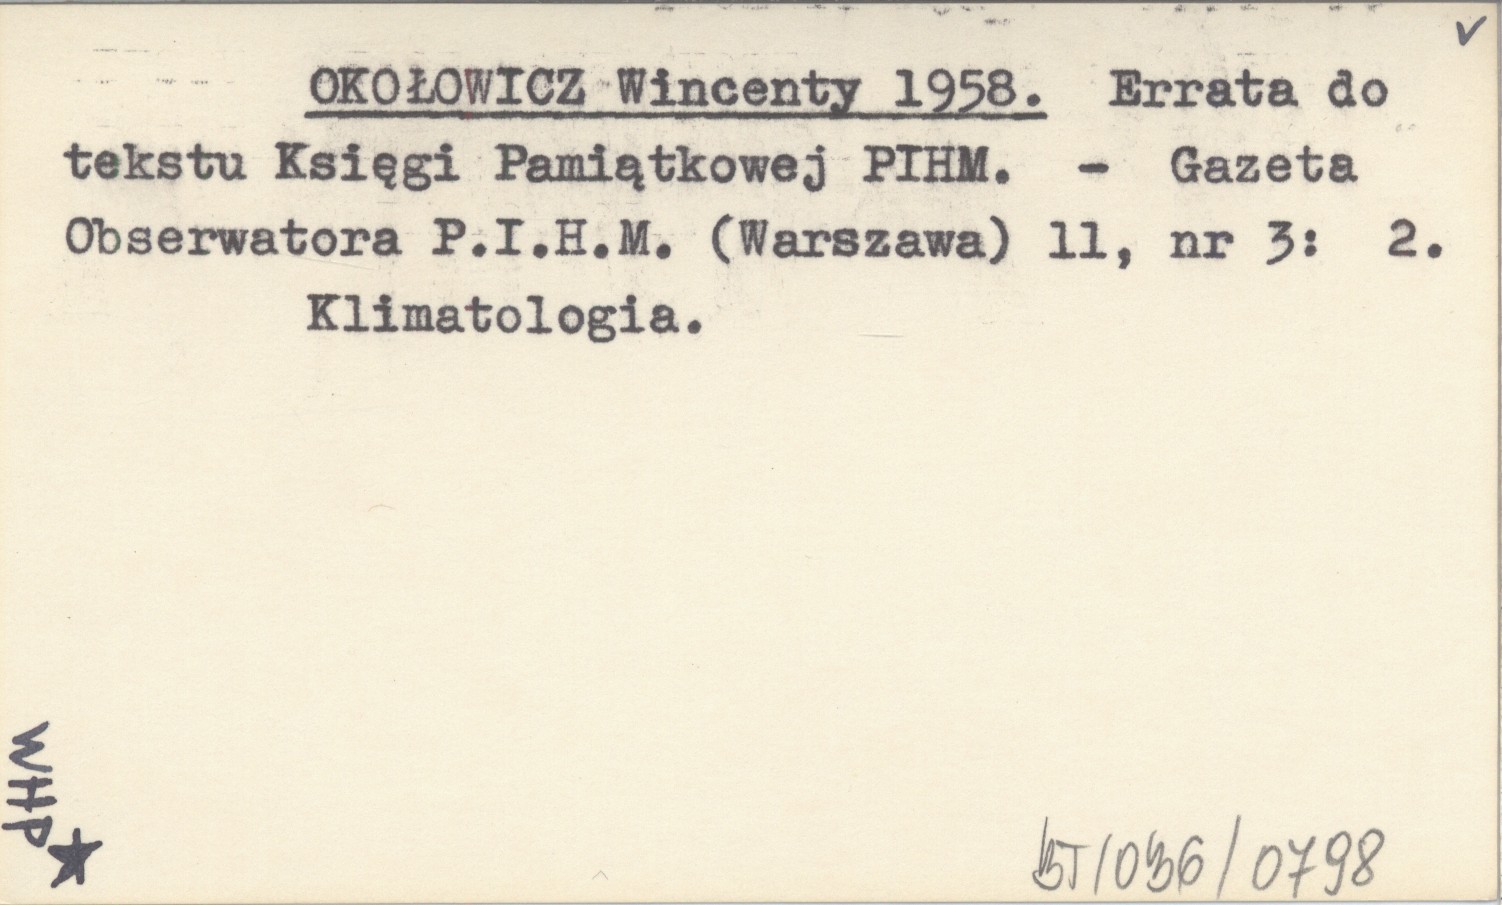 OKOŁOWICZ Wincenty 1958. Errata do
tekstu Księgi Pamiątkowej PIHM. - Gazeta
Obserwatora P.I.H.M. (Warszawa) 11, nr 3: 2.
Klimatologia.
WHP
BJ/036/0798